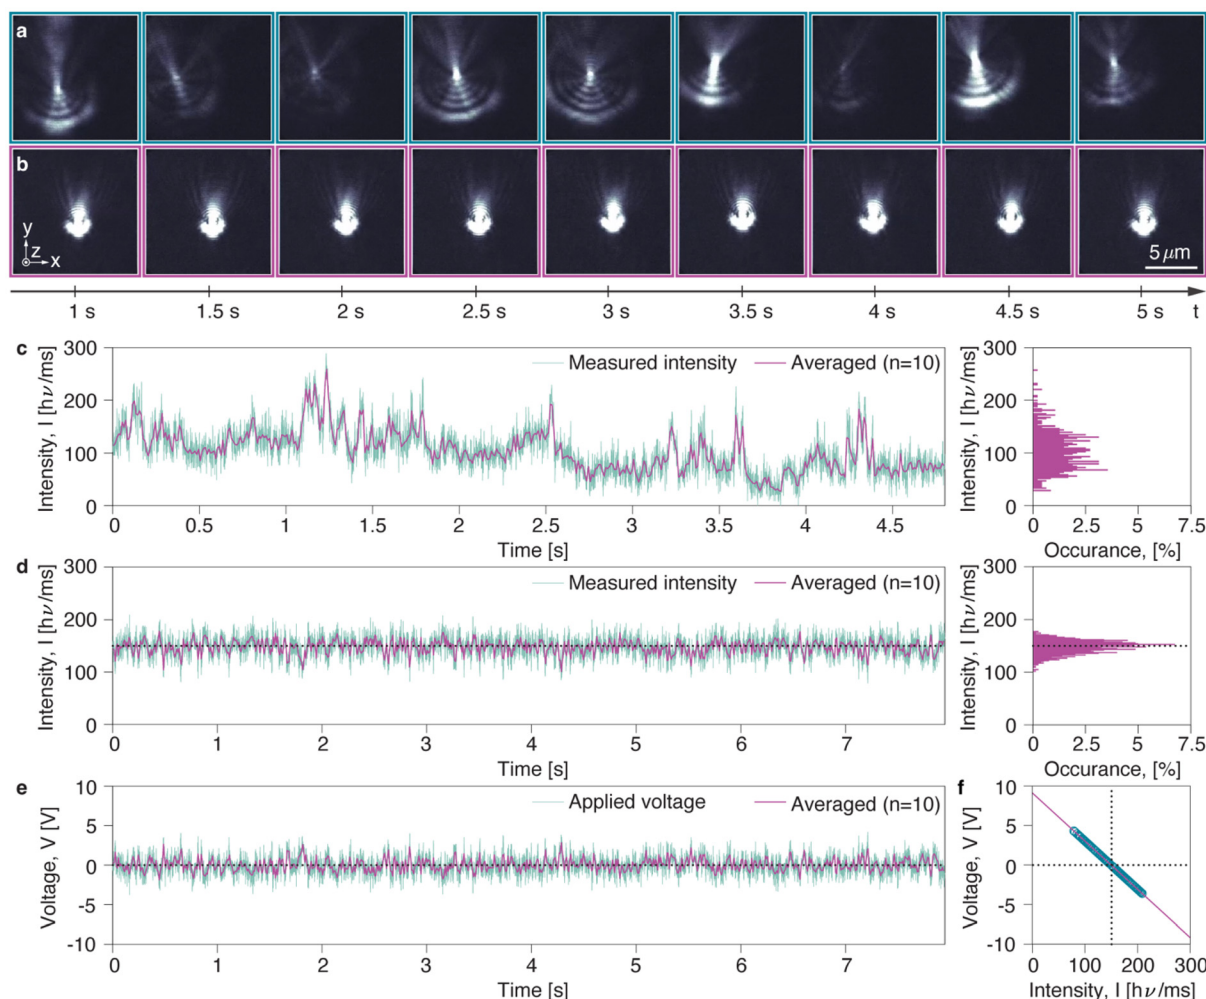 a
b
y
z
x
5 μm
1 s 1.5 s 2 s 2.5 s 3 s 3.5 s 4 s 4.5 s 5 s t
c
Intensity, I [hν/ms]
300
200
100
0
Measured intensity Averaged (n=10)
0 0.5 1 1.5 2 2.5 3 3.5 4 4.5
Time [s]
Intensity, I [hν/ms]
300
200
100
0
0 2.5 5 7.5
Occurance, [%]
d
Intensity, I [hν/ms]
300
200
100
0
Measured intensity Averaged (n=10)
0 1 2 3 4 5 6 7
Time [s]
Intensity, I [hν/ms]
300
200
100
0
0 2.5 5 7.5
Occurance, [%]
e
Voltage, V [V]
10
5
0
-5
-10
Applied voltage Averaged (n=10)
0 1 2 3 4 5 6 7
Time [s]
f
Voltage, V [V]
10
5
0
-5
-10
0 100 200 300
Intensity, I [hν/ms]